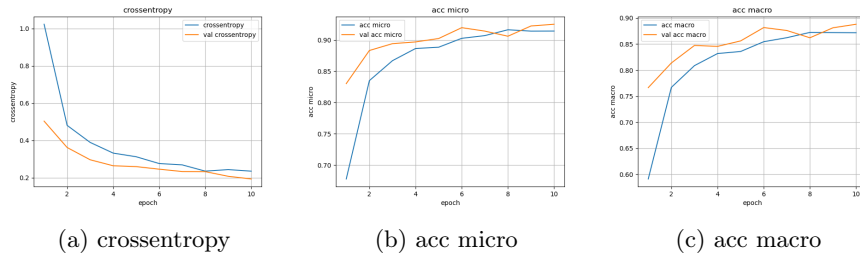 crossentropy
crossentropy
val crossentropy
1.0
0.8
0.6
0.4
0.2
crossentropy
2
4
6
8
10
epoch
(a) crossentropy
acc micro
acc micro
val acc micro
0.90
0.85
0.80
0.75
0.70
acc micro
2
4
6
8
10
epoch
(b) acc micro
acc macro
acc macro
val acc macro
0.90
0.85
0.80
0.75
0.70
0.65
0.60
acc macro
2
4
6
8
10
epoch
(c) acc macro